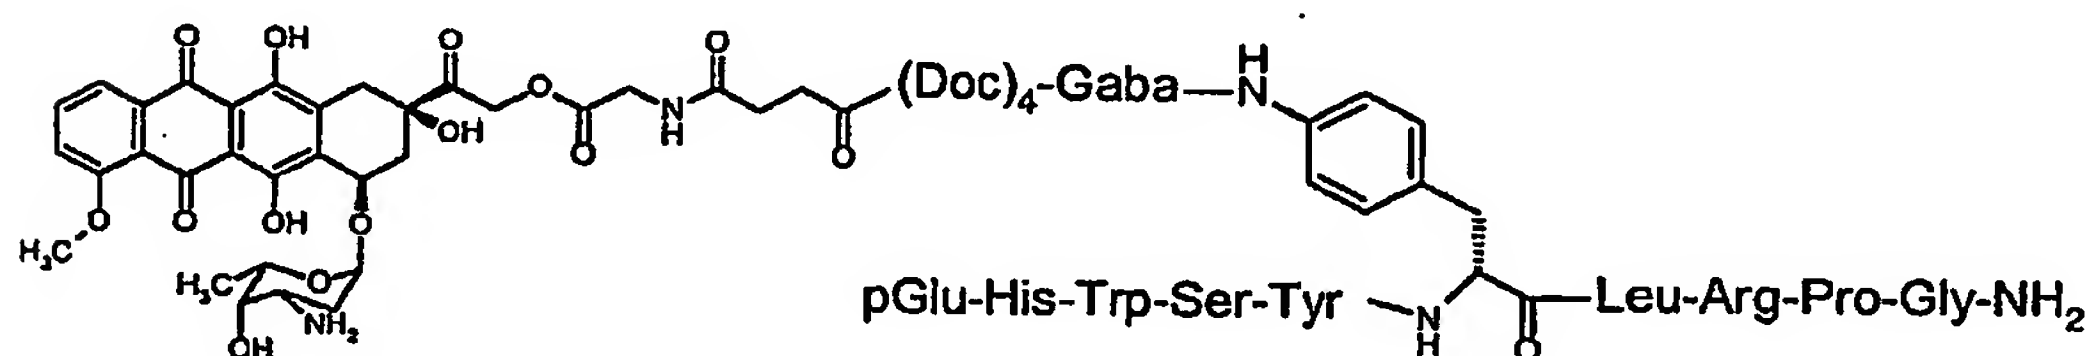 O OH O
O
O (Doc)₄-Gaba—H
N
OH O N
H
O
O O OH O
H₃C
H₃C O
NH₂
OH
pGlu-His-Trp-Ser-Tyr N
H O Leu-Arg-Pro-Gly-NH₂